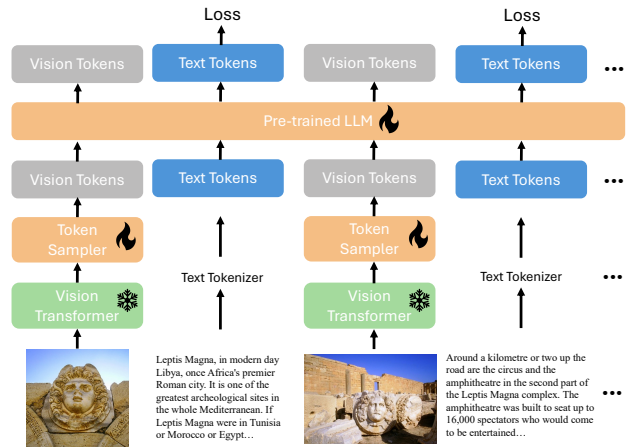 Loss
Loss
Vision Tokens
Text Tokens
Vision Tokens
Text Tokens
...
Pre-trained LLM
Vision Tokens
Text Tokens
Vision Tokens
Text Tokens
...
Token
Sampler
Token
Sampler
Text Tokenizer
Text Tokenizer
...
Vision
Transformer
Vision
Transformer
Leptis Magna, in modern day
Libya, once Africa's premier
Roman city. It is one of the
greatest archeological sites in
the whole Mediterranean. If
Leptis Magna were in Tunisia
or Morocco or Egypt…
Around a kilometre or two up the
road are the circus and the
amphitheatre in the second part of
the Leptis Magna complex. The
amphitheatre was built to seat up to
16,000 spectators who would come
to be entertained…
...